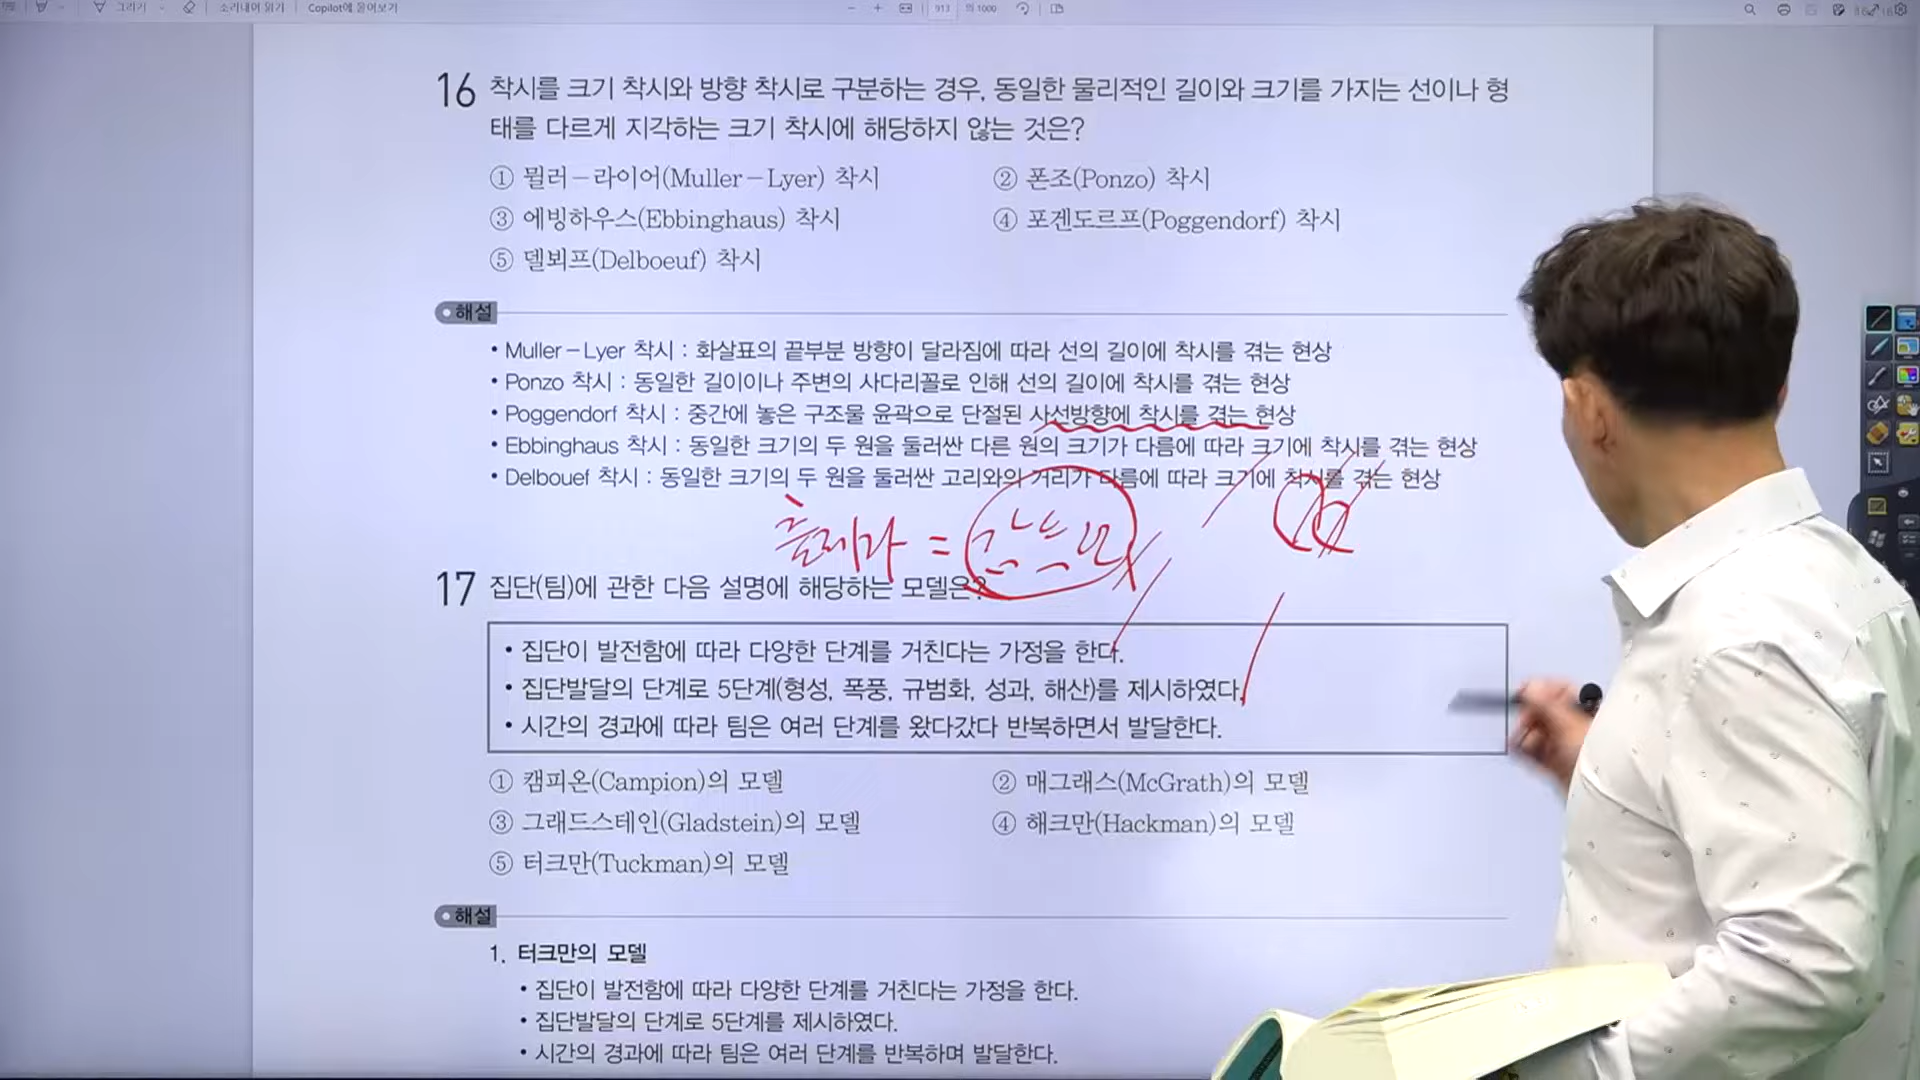 그리기
소리내어 읽기
Copilot에 물어보기
913 의 1000
16 착시를 크기 착시와 방향 착시로 구분하는 경우, 동일한 물리적인 길이와 크기를 가지는 선이나 형
태를 다르게 지각하는 크기 착시에 해당하지 않는 것은?
① 뮐러-라이어(Muller-Lyer) 착시
② 폰조(Ponzo) 착시
③ 에빙하우스(Ebbinghaus) 착시
④ 포겐도르프(Poggendorf) 착시
⑤ 델뵈프(Delboeuf) 착시
해설
• Muller-Lyer 착시 : 화살표의 끝부분 방향이 달라짐에 따라 선의 길이에 착시를 겪는 현상
• Ponzo 착시 : 동일한 길이이나 주변의 사다리꼴로 인해 선의 길이에 착시를 겪는 현상
• Poggendorf 착시 : 중간에 놓은 구조물 윤곽으로 단절된 사선방향에 착시를 겪는 현상
• Ebbinghaus 착시 : 동일한 크기의 두 원을 둘러싼 다른 원의 크기가 다름에 따라 크기에 착시를 겪는 현상
• Delbouef 착시 : 동일한 크기의 두 원을 둘러싼 고리와의 거리가 다름에 따라 크기에 착시를 겪는 현상
17 집단(팀)에 관한 다음 설명에 해당하는 모델은?
• 집단이 발전함에 따라 다양한 단계를 거친다는 가정을 한다.
• 집단발달의 단계로 5단계(형성, 폭풍, 규범화, 성과, 해산)를 제시하였다.
• 시간의 경과에 따라 팀은 여러 단계를 왔다갔다 반복하면서 발달한다.
① 캠피온(Campion)의 모델
② 매그래스(McGrath)의 모델
③ 그래드스테인(Gladstein)의 모델
④ 해크만(Hackman)의 모델
⑤ 터크만(Tuckman)의 모델
해설
1. 터크만의 모델
• 집단이 발전함에 따라 다양한 단계를 거친다는 가정을 한다.
• 집단발달의 단계로 5단계를 제시하였다.
• 시간의 경과에 따라 팀은 여러 단계를 반복하며 발달한다.